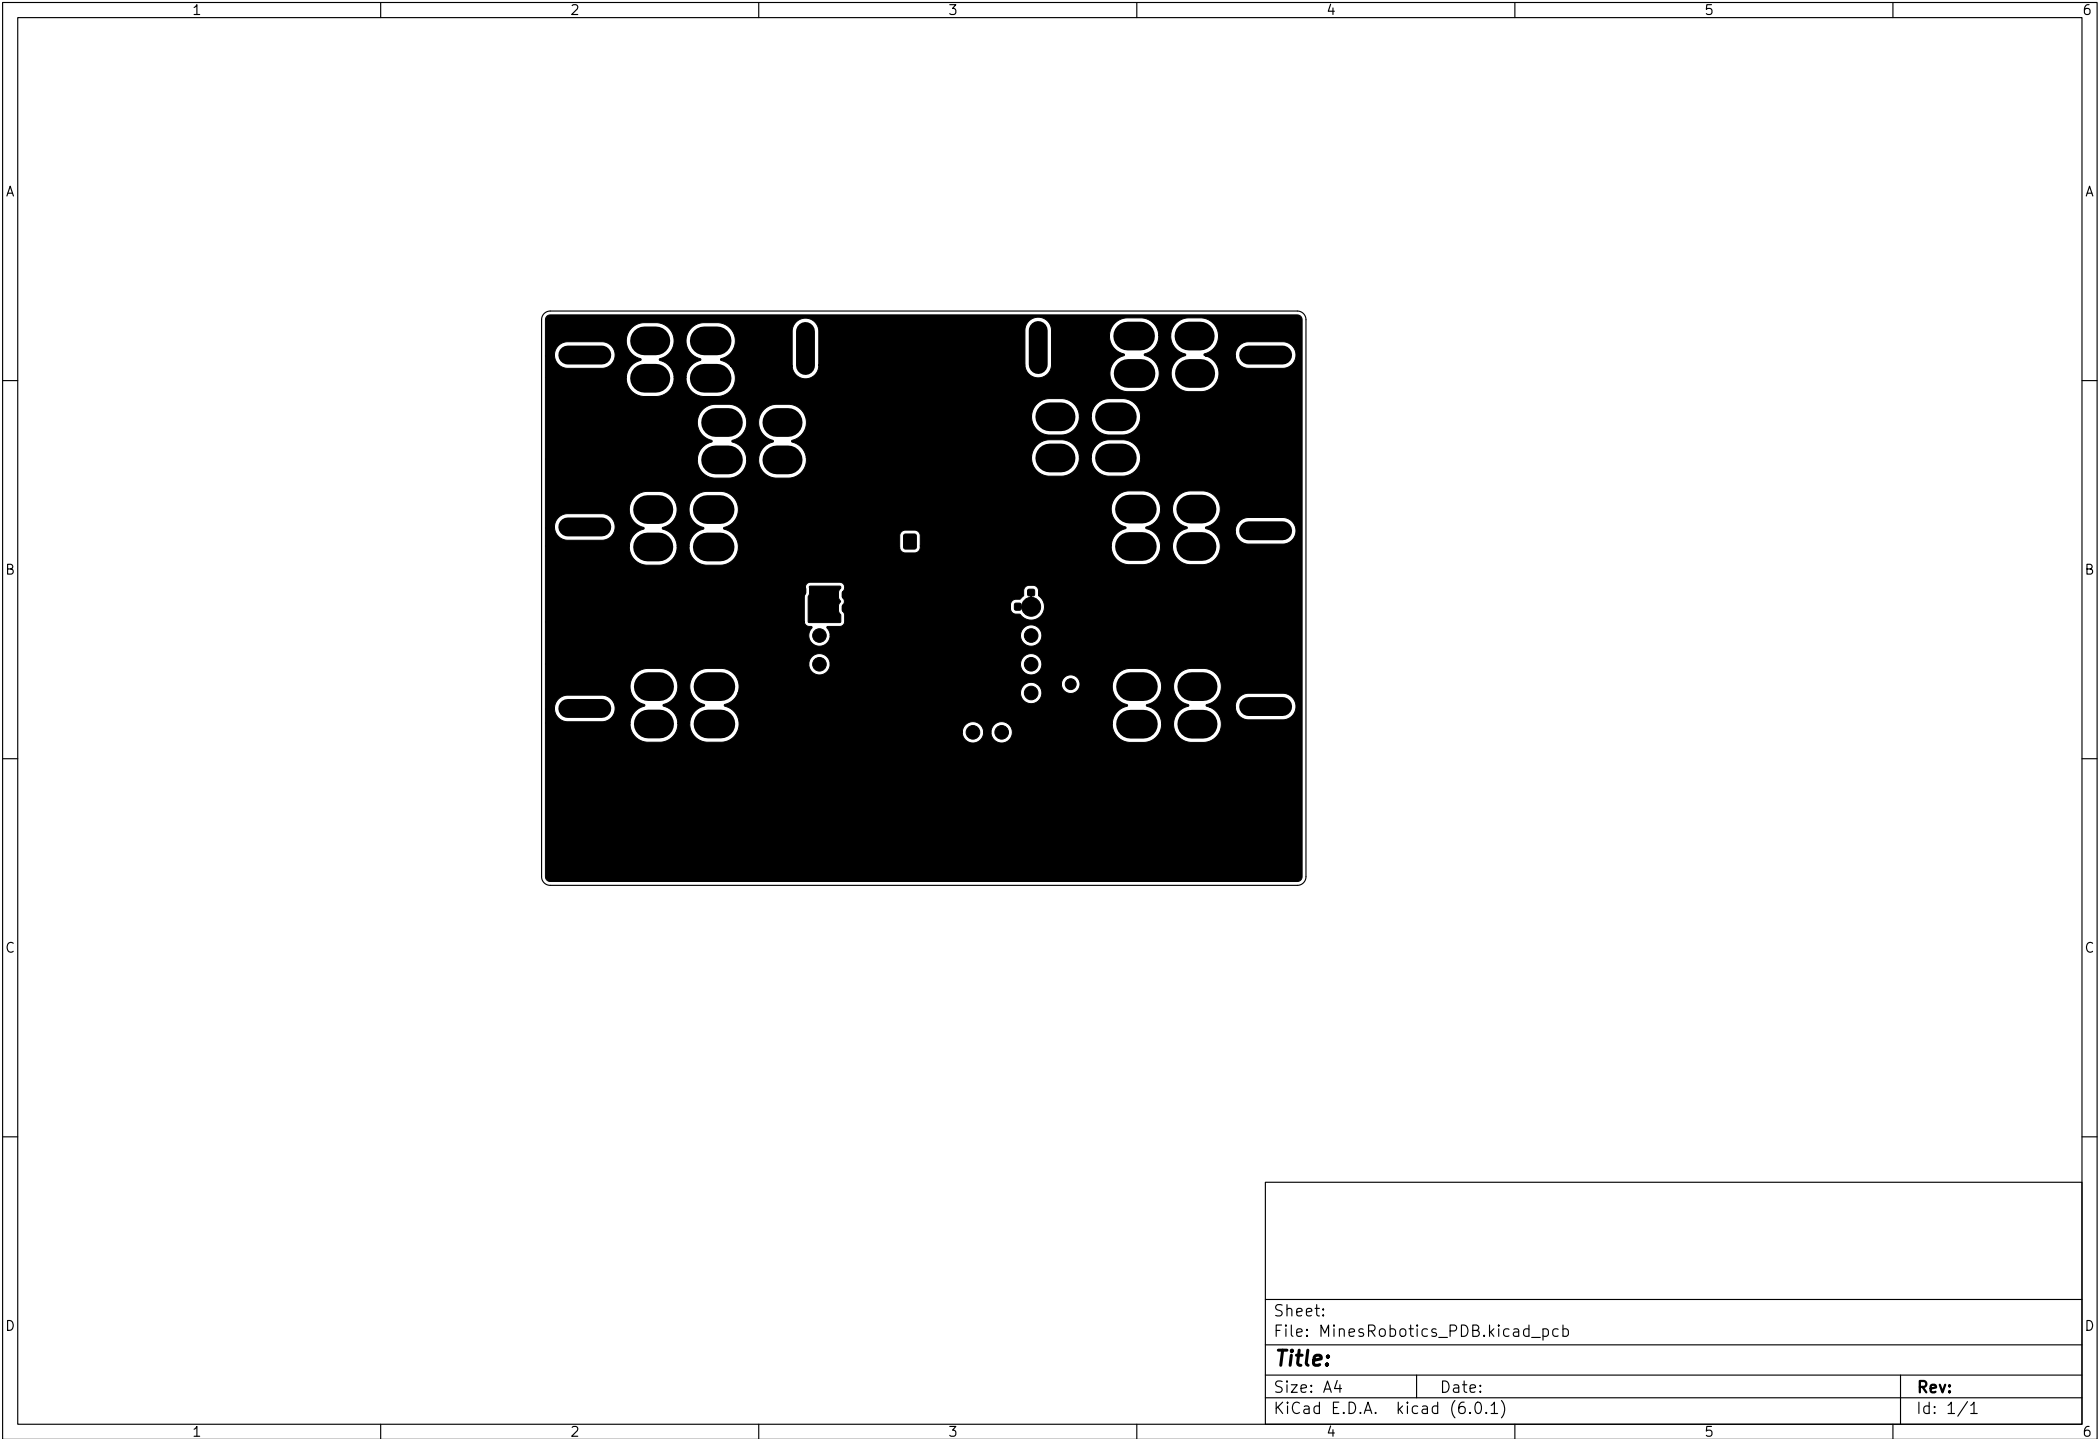 1 2 3 4 5 6
A A
B B
C C
Sheet:
File: MinesRobotics_PDB.kicad_pcb
D D
Title:
Size: A4 Date: Rev:
KiCad E.D.A. kicad (6.0.1) Id: 1/1
1 2 3 4 5 6